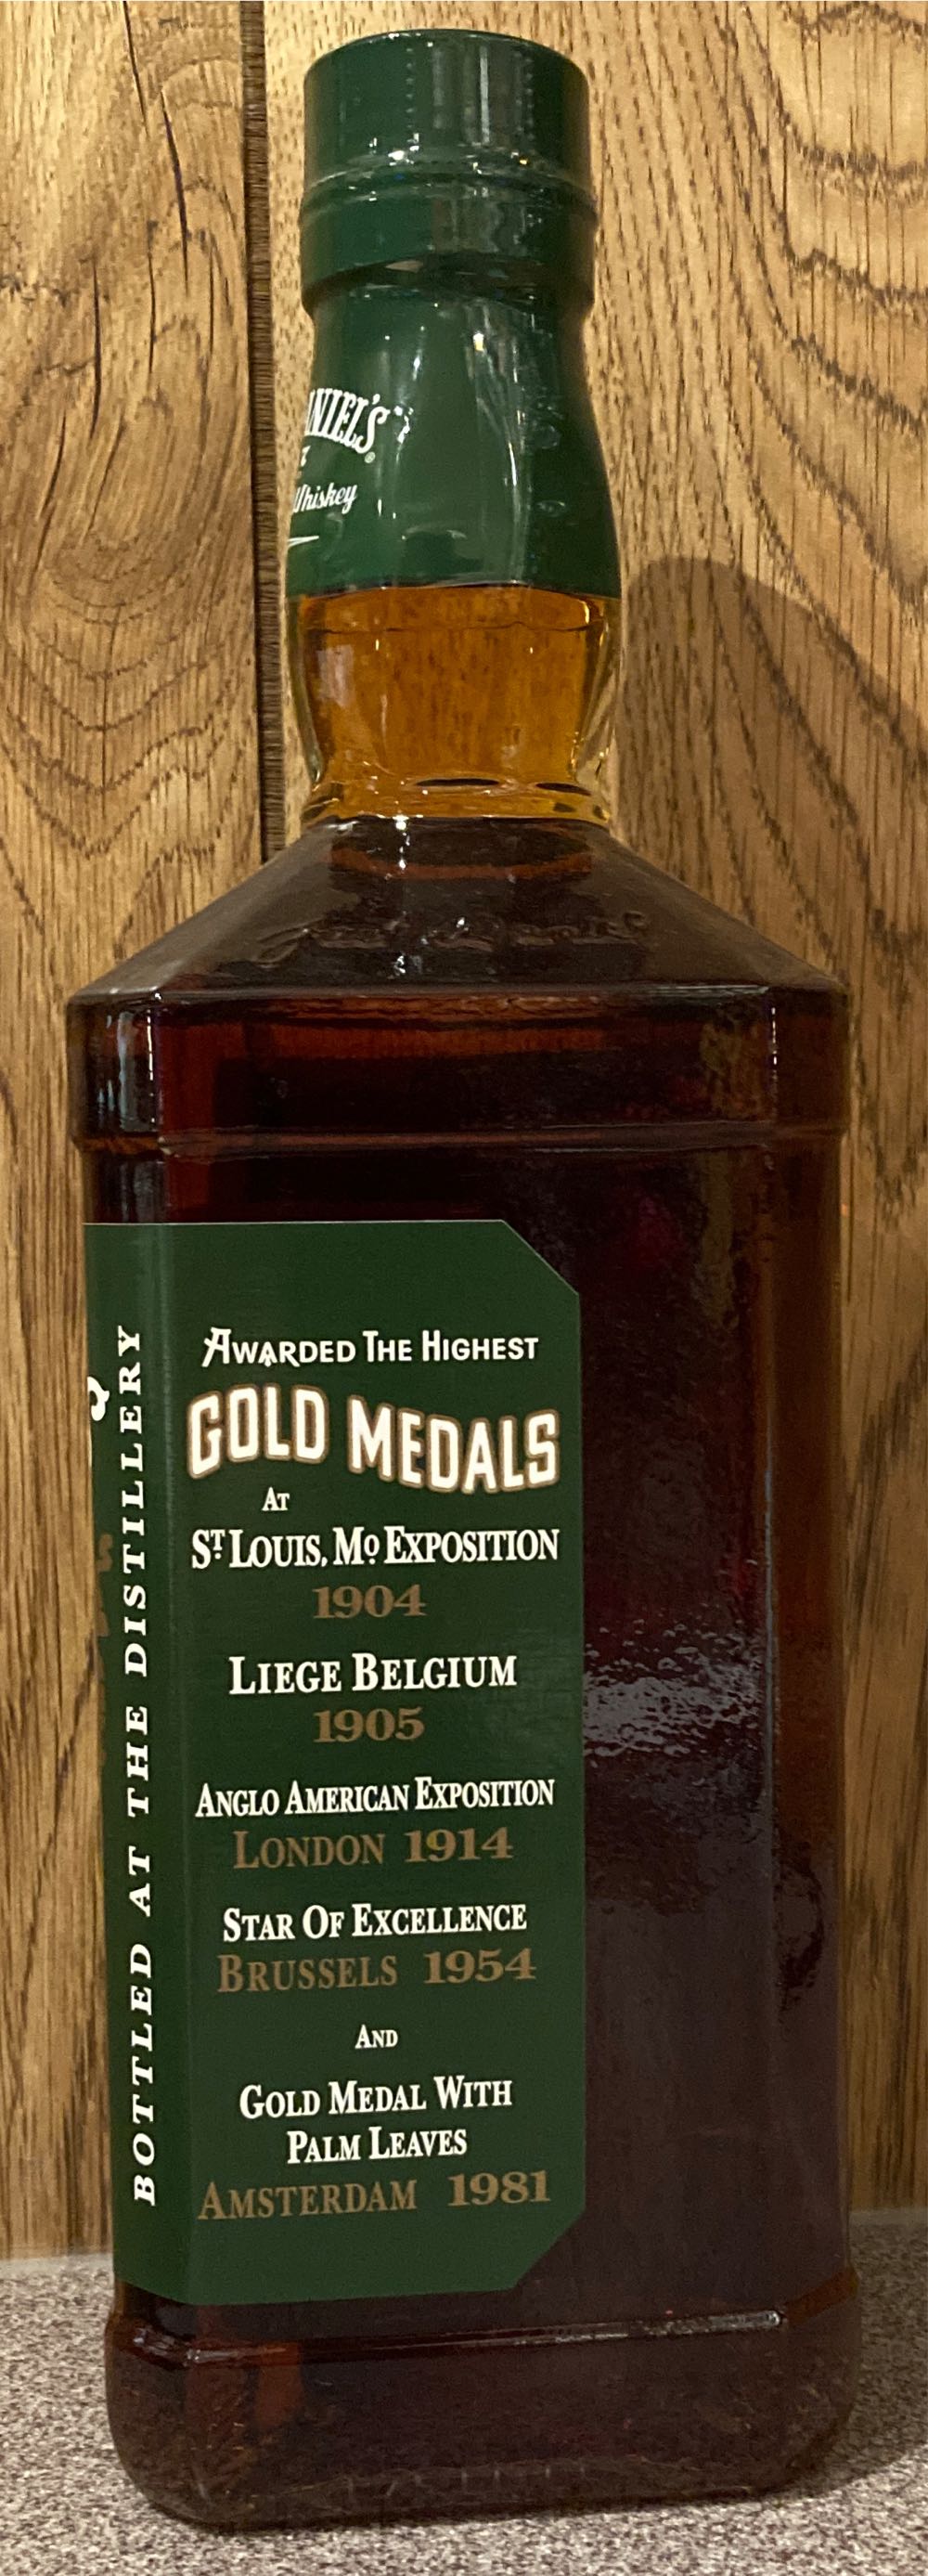 Whiskey
BOTTLED AT THE DISTILLERY
AWARDED THE HIGHEST
GOLD MEDALS
AT
ST. LOUIS, MO EXPOSITION
1904
LIEGE BELGIUM
1905
ANGLO AMERICAN EXPOSITION
LONDON 1914
STAR OF EXCELLENCE
BRUSSELS 1954
AND
GOLD MEDAL WITH
PALM LEAVES
AMSTERDAM 1981